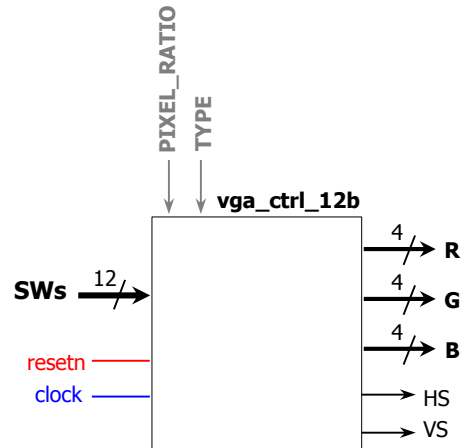 PIXEL_RATIO
TYPE
vga_ctrl_12b
SWs
12
resetn
clock
4
R
4
G
4
B
HS
VS